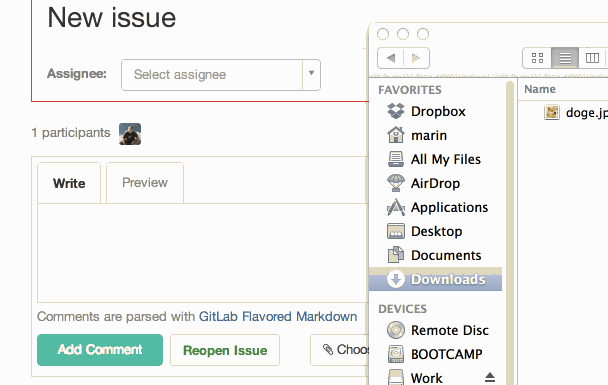 New issue
Assignee: Select assignee
1 participants
Write Preview
Comments are parsed with GitLab Flavored Markdown
Add Comment Reopen Issue Choo
FAVORITES
Dropbox
marin
All My Files
AirDrop
Applications
Desktop
Documents
Downloads
DEVICES
Remote Disc
BOOTCAMP
Work
Name
doge.jp